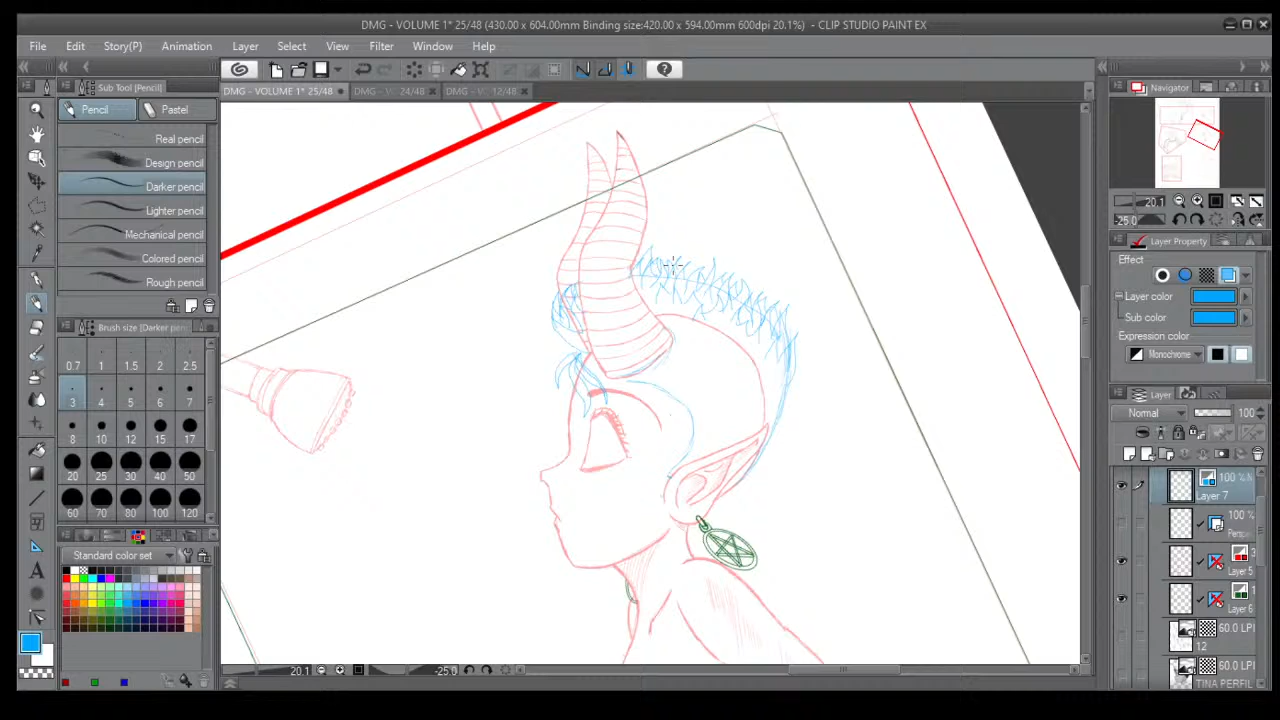 DMG - VOLUME 1* 25/48 (430.00 x 604.00mm Binding size:420.00 x 594.00mm 600dpi 20.1%) - CLIP STUDIO PAINT EX
File Edit Story(P) Animation Layer Select View Filter Window Help
Sub Tool [Pencil]
DMG - VOLUME 1* 25/48
24/48
12/48
Navigator
Pencil
Pastel
Real pencil
Design pencil
Darker pencil
Lighter pencil
Mechanical pencil
Colored pencil
Rough pencil
20.1
-25.0
Layer Property
Effect
Layer color
Sub color
Expression color
Monochrome
Brush size [Darker pen
0.7 1 1.5 2 2.5
3 4 5 6 7
8 10 12 15 17
20 25 30 40 50
60 70 80 100 120
Layer
Normal
100
100 %
Layer 7
100 %
Persp
Layer 5
Layer 6
60.0 LPI
12
60.0 LPI
TINA PERFIL
Standard color set
20.1
-25.0